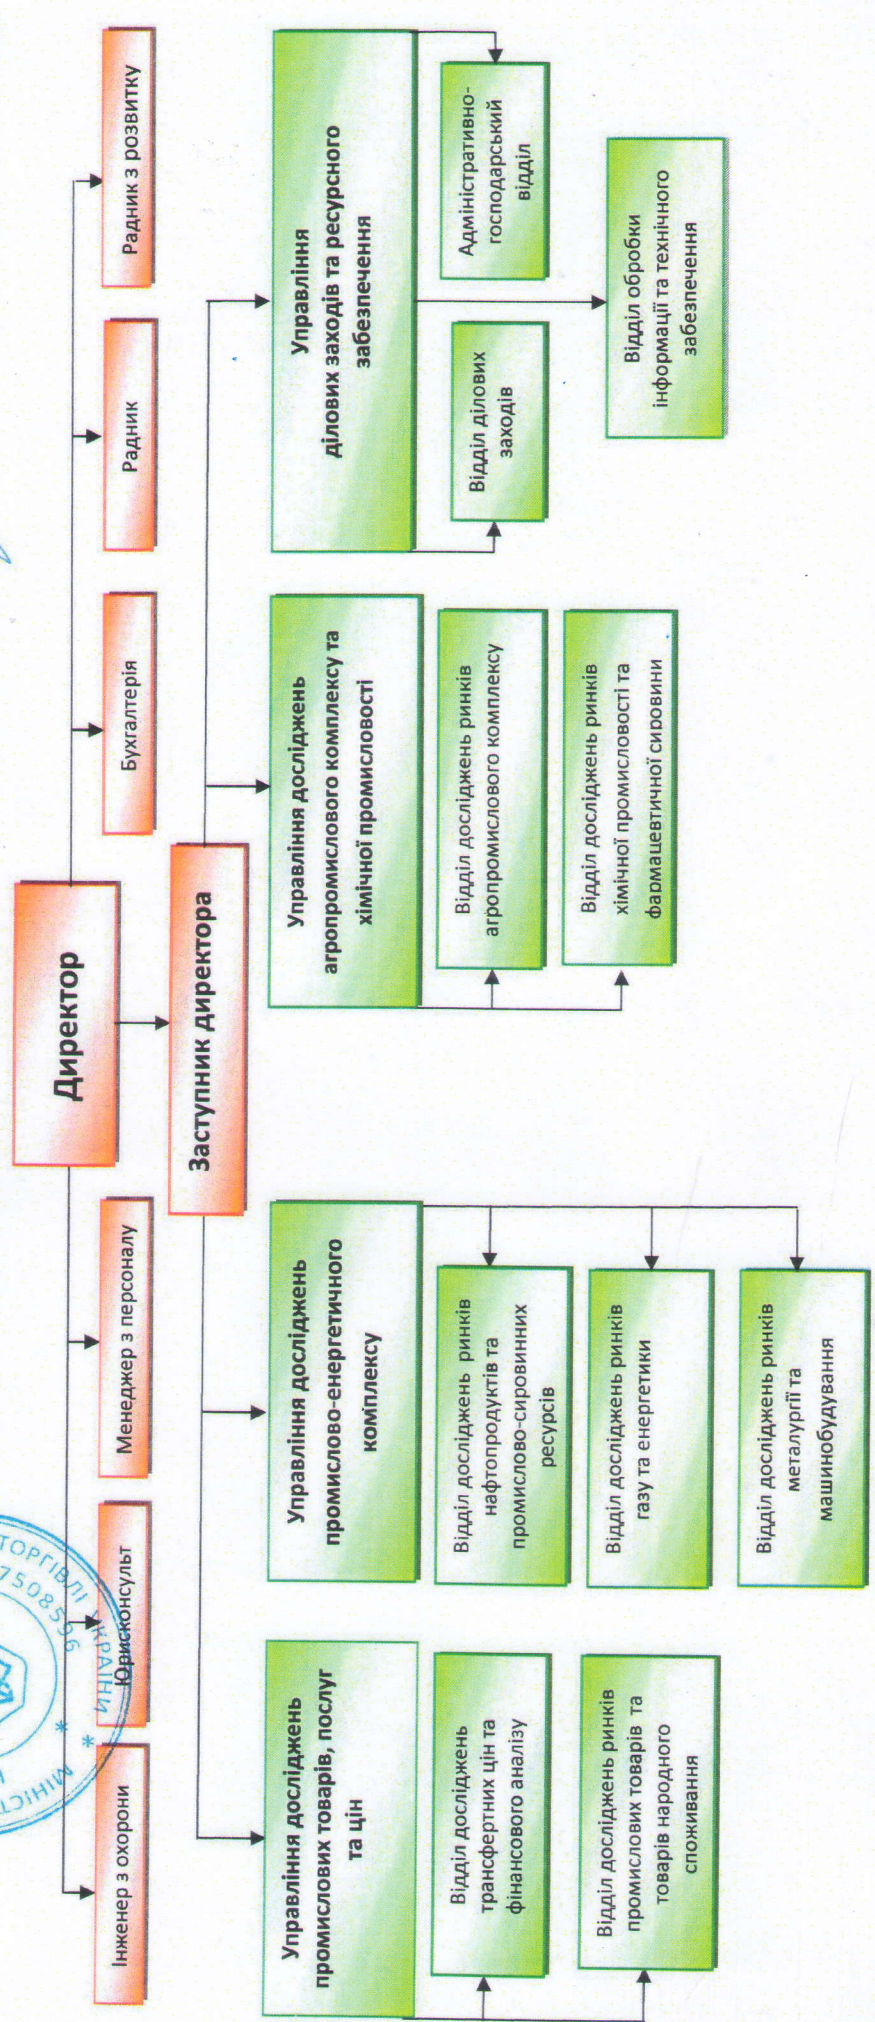 Директор
Заступник директора
Інженер з охорони
Юрисконсульт
Менеджер з персоналу
Бухгалтерія
Радник
Радник з розвитку
Управління досліджень
промислових товарів, послуг
та цін
Відділ досліджень
трансфертних цін та
фінансового аналізу
Відділ досліджень ринків
промислових товарів та
товарів народного
споживання
Управління досліджень
промислово-енергетичного
комплексу
Відділ досліджень ринків
нафтопродуктів та
промислово-сировинних
ресурсів
Відділ досліджень ринків
газу та енергетики
Відділ досліджень ринків
металургії та
машинобудування
Управління досліджень
агропромислового комплексу та
хімічної промисловості
Відділ досліджень ринків
агропромислового комплексу
Відділ досліджень ринків
хімічної промисловості та
фармацевтичної сировини
Управління
ділових заходів та ресурсного
забезпечення
Відділ ділових
заходів
Адміністративно-
господарський
відділ
Відділ обробки
інформації та технічного
забезпечення
ТОРГІВЛІ УКРАЇНИ * МІНІСТ
7508596